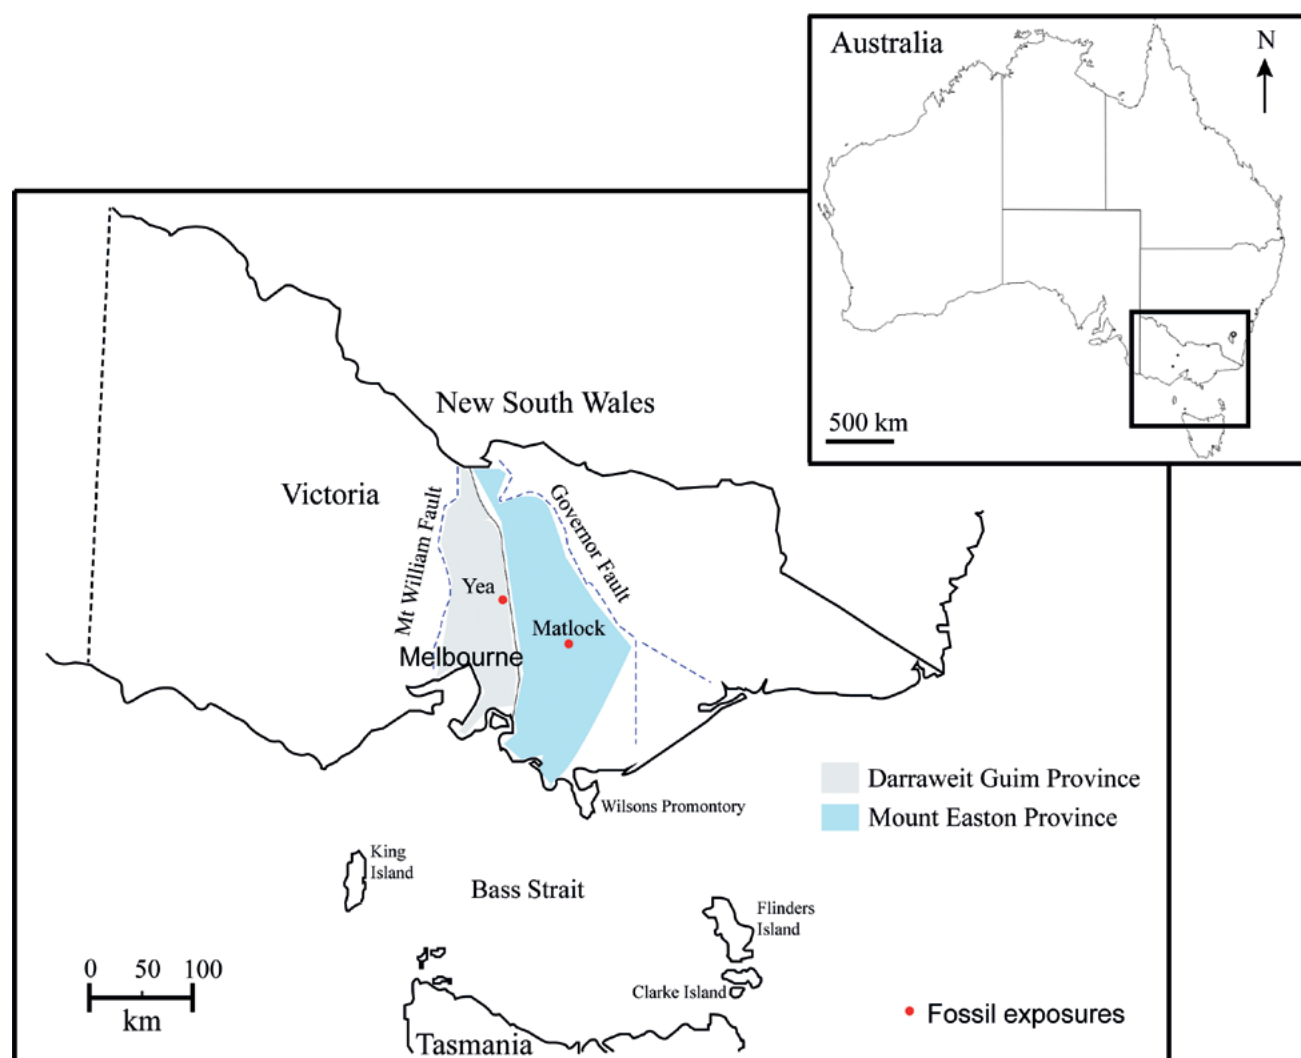 Australia
N
500 km
New South Wales
Victoria
Mt William Fault
Governor Fault
Yea
Matlock
Melbourne
Darraweit Guim Province
Mount Easton Province
Wilsons Promontory
King
Island
Bass Strait
Flinders
Island
Clarke Island
0 50 100
km
Tasmania
Fossil exposures